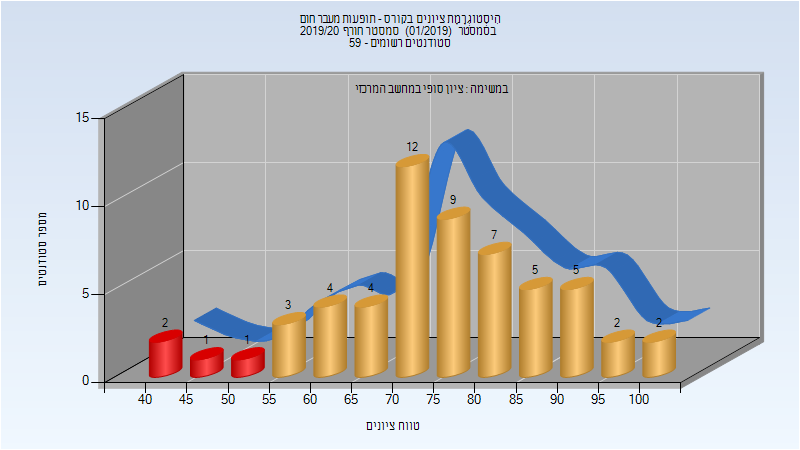 היסטוגרמת ציונים בקורס - תופעות מעבר חום
בסמסטר (01/2019) סמסטר חורף 2019/20
סטודנטים רשומים - 59
במשימה : ציון סופי במחשב המרכזי
מספר סטודנטים
15
10
5
0
2
1
1
3
4
4
12
9
7
5
5
2
2
40 45 50 55 60 65 70 75 80 85 90 95 100
טווח ציונים